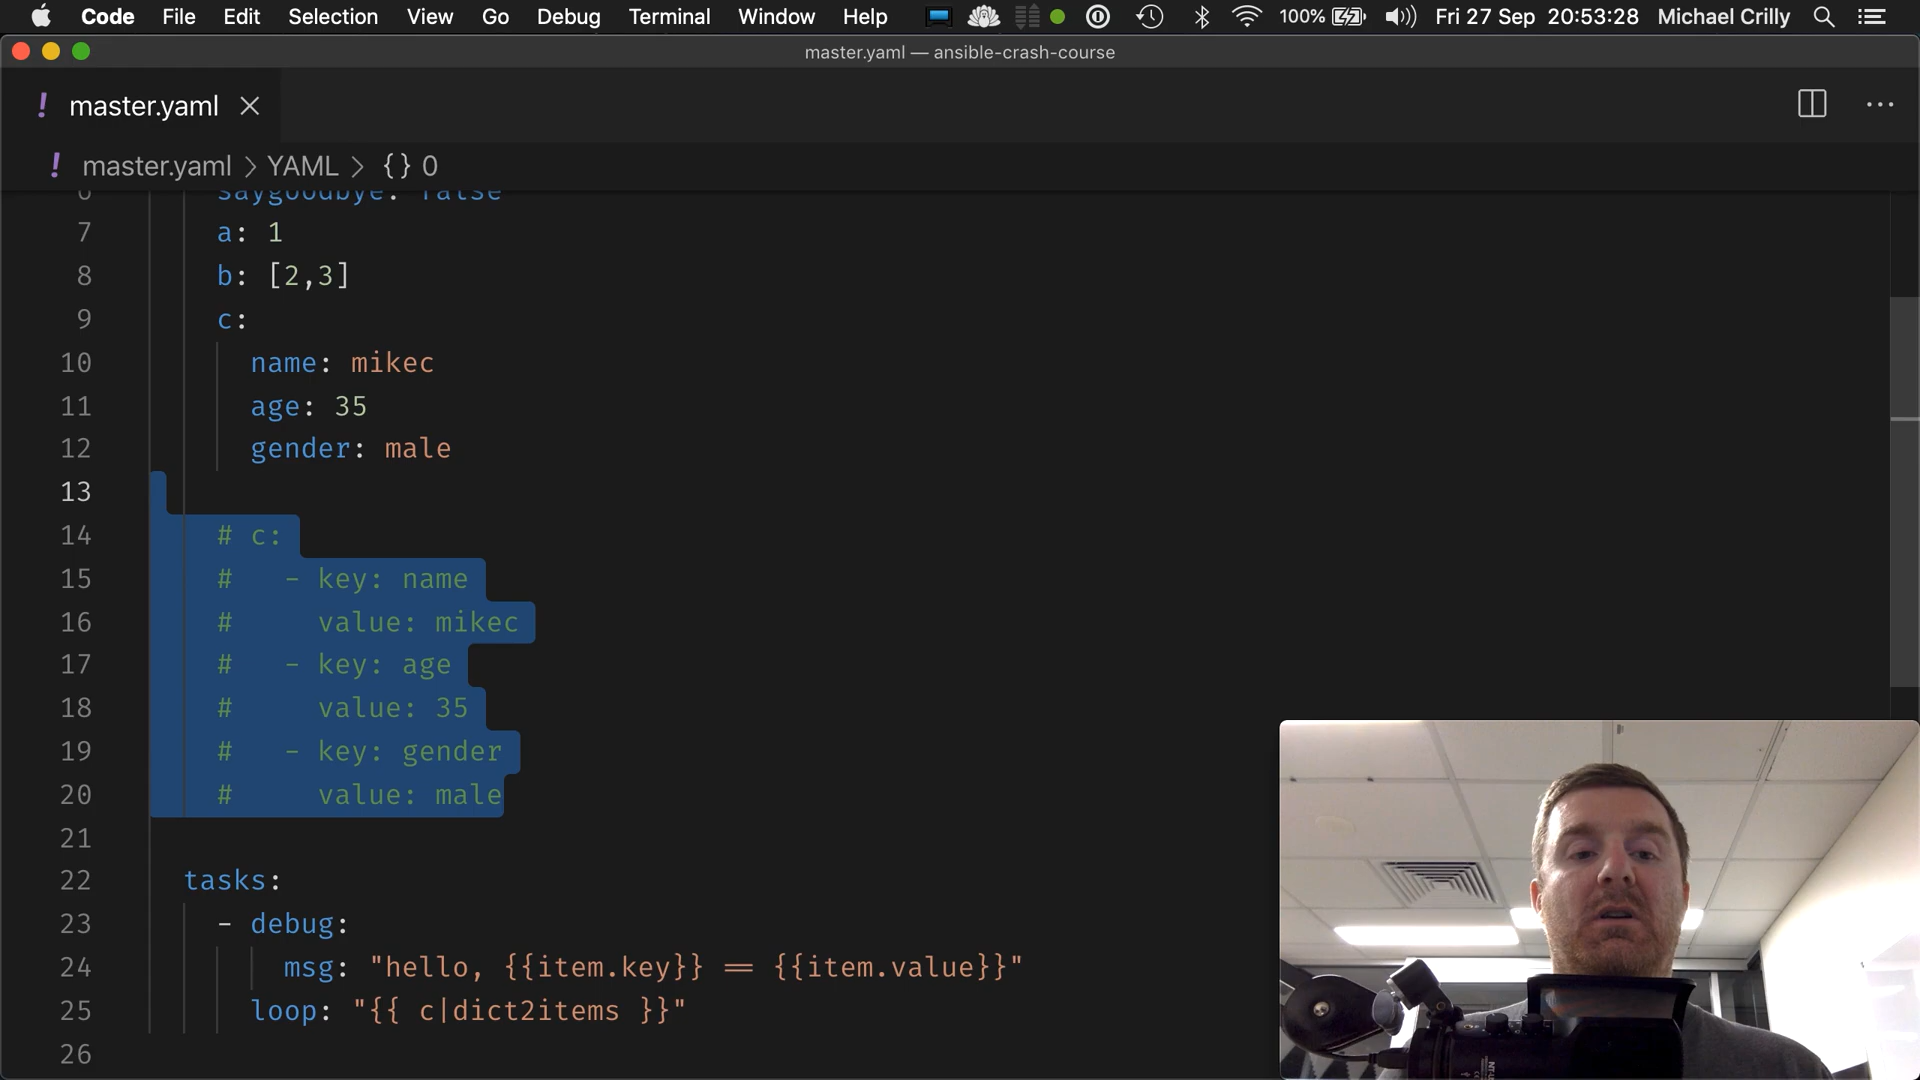 Code File Edit Selection View Go Debug Terminal Window Help 100% Fri 27 Sep 20:53:28 Michael Crilly
master.yaml — ansible-crash-course
! master.yaml
! master.yaml > YAML > {} 0
6 saygoodbye: false
7 a: 1
8 b: [2,3]
9 c:
10 name: mikec
11 age: 35
12 gender: male
13
14 # c:
15 # - key: name
16 # value: mikec
17 # - key: age
18 # value: 35
19 # - key: gender
20 # value: male
21
22 tasks:
23 - debug:
24 msg: "hello, {{item.key}} == {{item.value}}"
25 loop: "{{ c|dict2items }}"
26